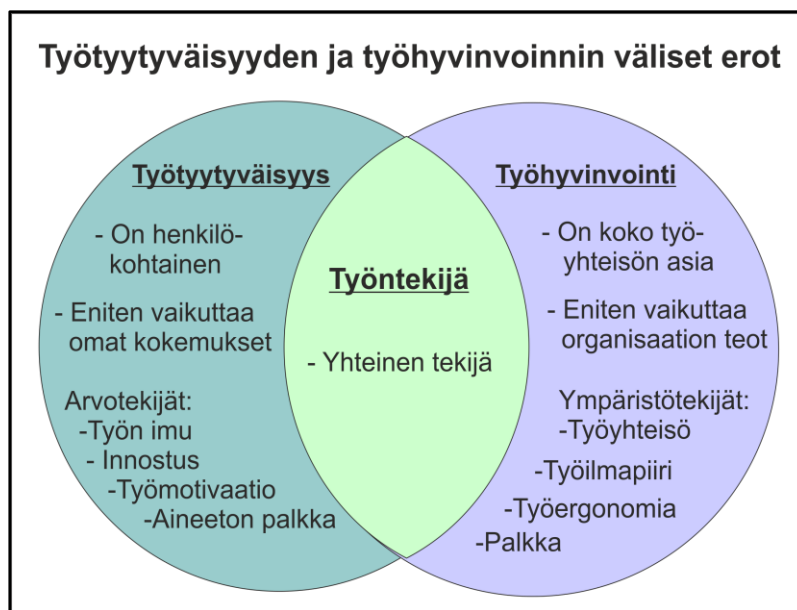 Työtyytyväisyyden ja työhyvinvoinnin väliset erot
Työtyytyväisyys
- On henkilö-
kohtainen
- Eniten vaikuttaa
omat kokemukset
Arvotekijät:
-Työn imu
- Innostus
-Työmotivaatio
-Aineeton palkka
Työntekijä
- Yhteinen tekijä
Työhyvinvointi
- On koko työ-
yhteisön asia
- Eniten vaikuttaa
organisaation teot
Ympäristötekijät:
-Työyhteisö
-Työilmapiiri
-Työergonomia
-Palkka